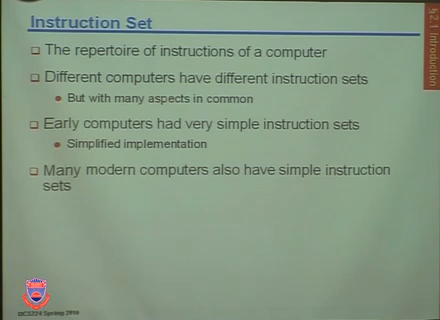 Instruction Set
§2.1 Introduction
The repertoire of instructions of a computer
Different computers have different instruction sets
But with many aspects in common
Early computers had very simple instruction sets
Simplified implementation
Many modern computers also have simple instruction
sets
Spring 2010